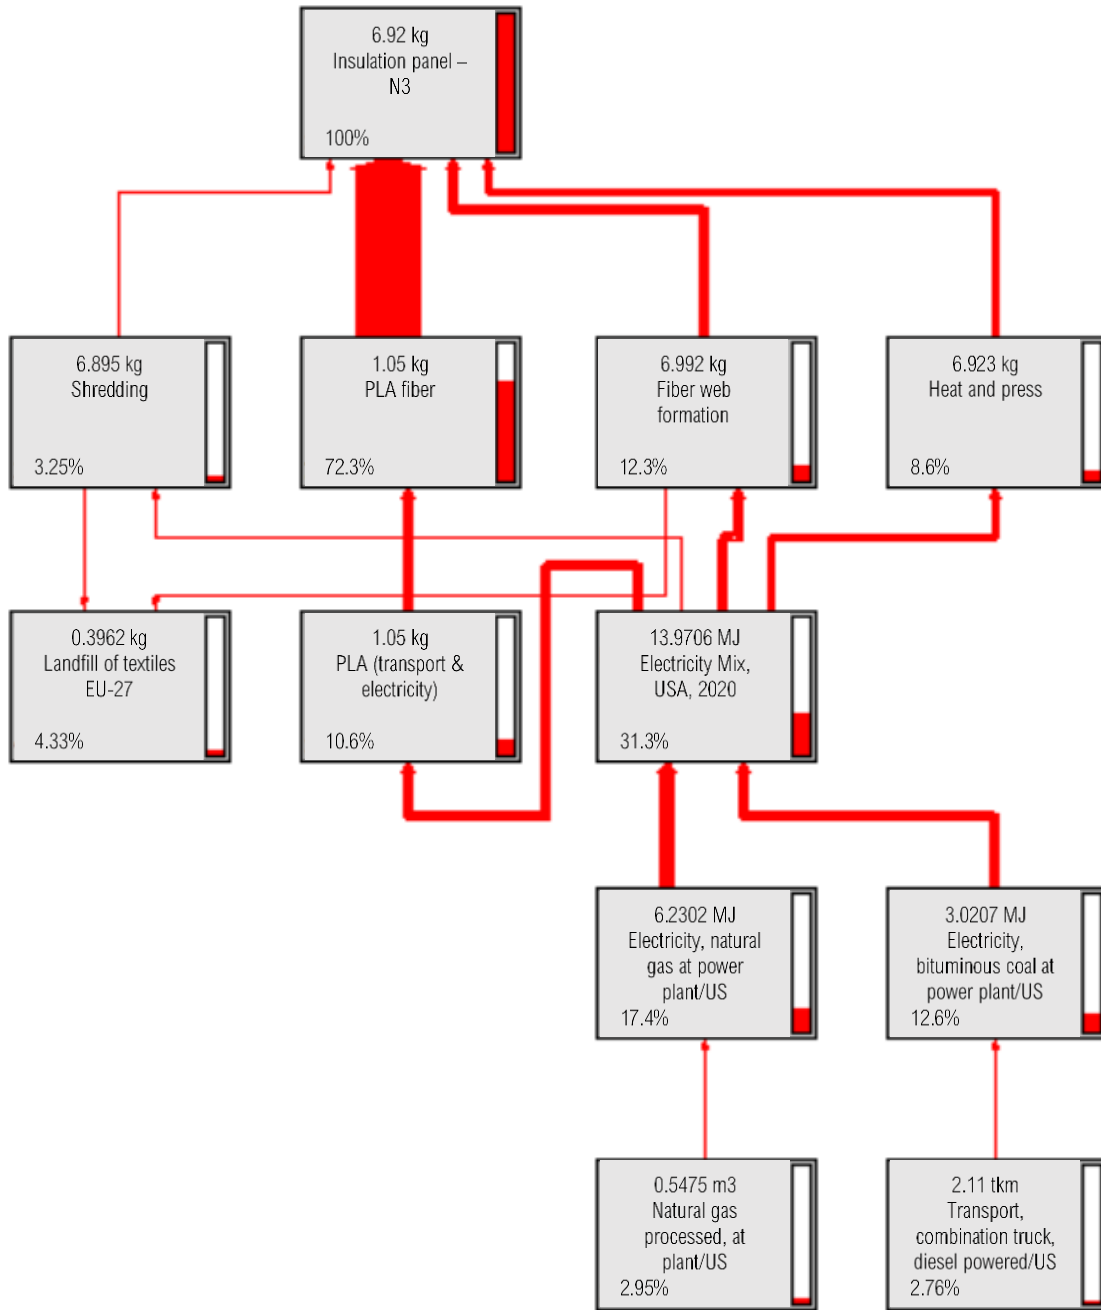 6.92 kg
Insulation panel –
N3
100%
6.895 kg
Shredding
3.25%
1.05 kg
PLA fiber
72.3%
6.992 kg
Fiber web
formation
12.3%
6.923 kg
Heat and press
8.6%
0.3962 kg
Landfill of textiles
EU-27
4.33%
1.05 kg
PLA (transport &
electricity)
10.6%
13.9706 MJ
Electricity Mix,
USA, 2020
31.3%
6.2302 MJ
Electricity, natural
gas at power
plant/US
17.4%
3.0207 MJ
Electricity,
bituminous coal at
power plant/US
12.6%
0.5475 m3
Natural gas
processed, at
plant/US
2.95%
2.11 tkm
Transport,
combination truck,
diesel powered/US
2.76%